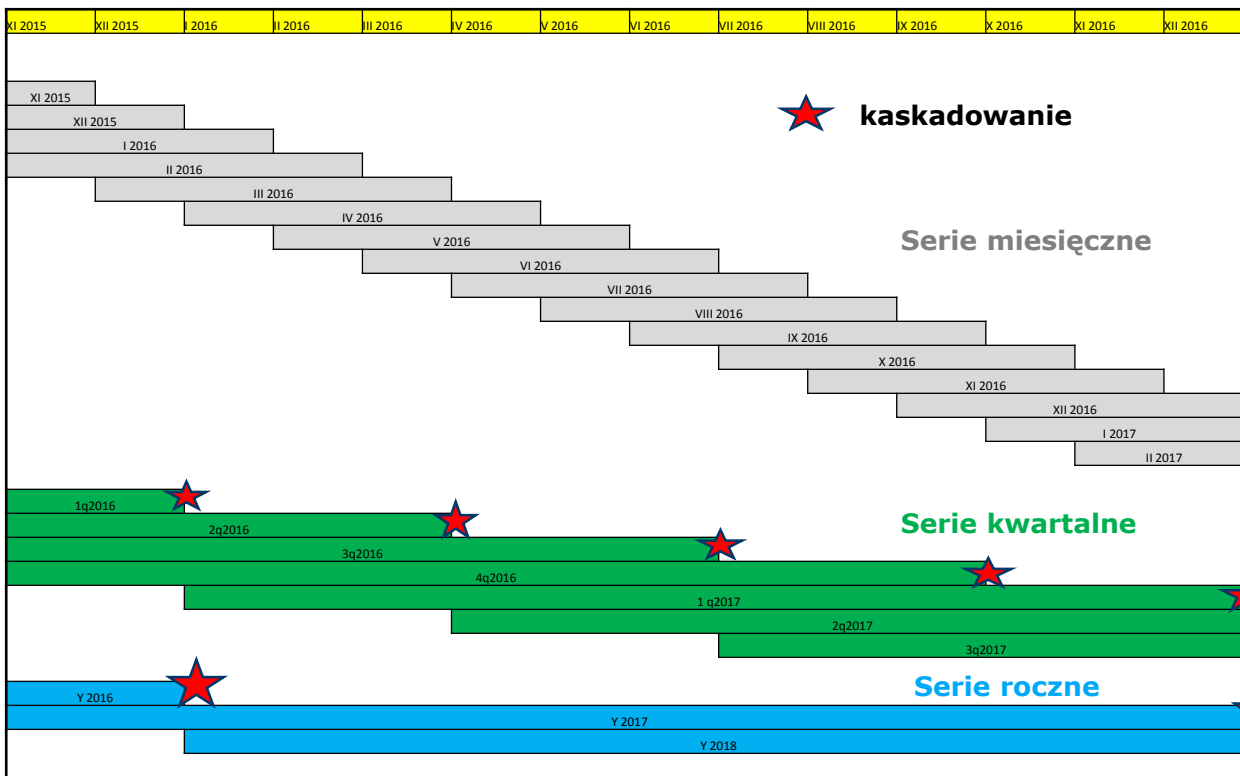 XI 2015 XII 2015 I 2016 II 2016 III 2016 IV 2016 V 2016 VI 2016 VII 2016 VIII 2016 IX 2016 X 2016 XI 2016 XII 2016
XI 2015
kaskadowanie
XII 2015
I 2016
II 2016
III 2016
IV 2016
Serie miesięczne
V 2016
VI 2016
VII 2016
VIII 2016
IX 2016
X 2016
XI 2016
XII 2016
I 2017
II 2017
1q2016
Serie kwartalne
2q2016
3q2016
4q2016
1 q2017
2q2017
3q2017
Serie roczne
Y 2016
Y 2017
Y 2018